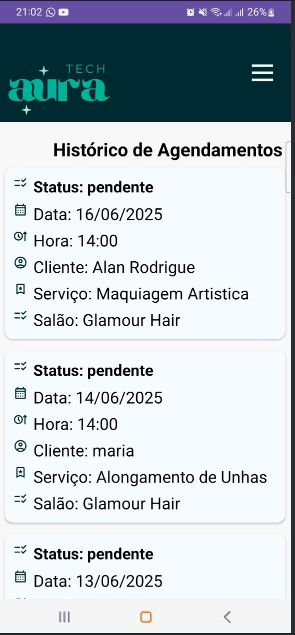 21:02 26%
TECH
aura
Histórico de Agendamentos
Status: pendente
Data: 16/06/2025
Hora: 14:00
Cliente: Alan Rodrigue
Serviço: Maquiagem Artistica
Salão: Glamour Hair
Status: pendente
Data: 14/06/2025
Hora: 14:00
Cliente: maria
Serviço: Alongamento de Unhas
Salão: Glamour Hair
Status: pendente
Data: 13/06/2025